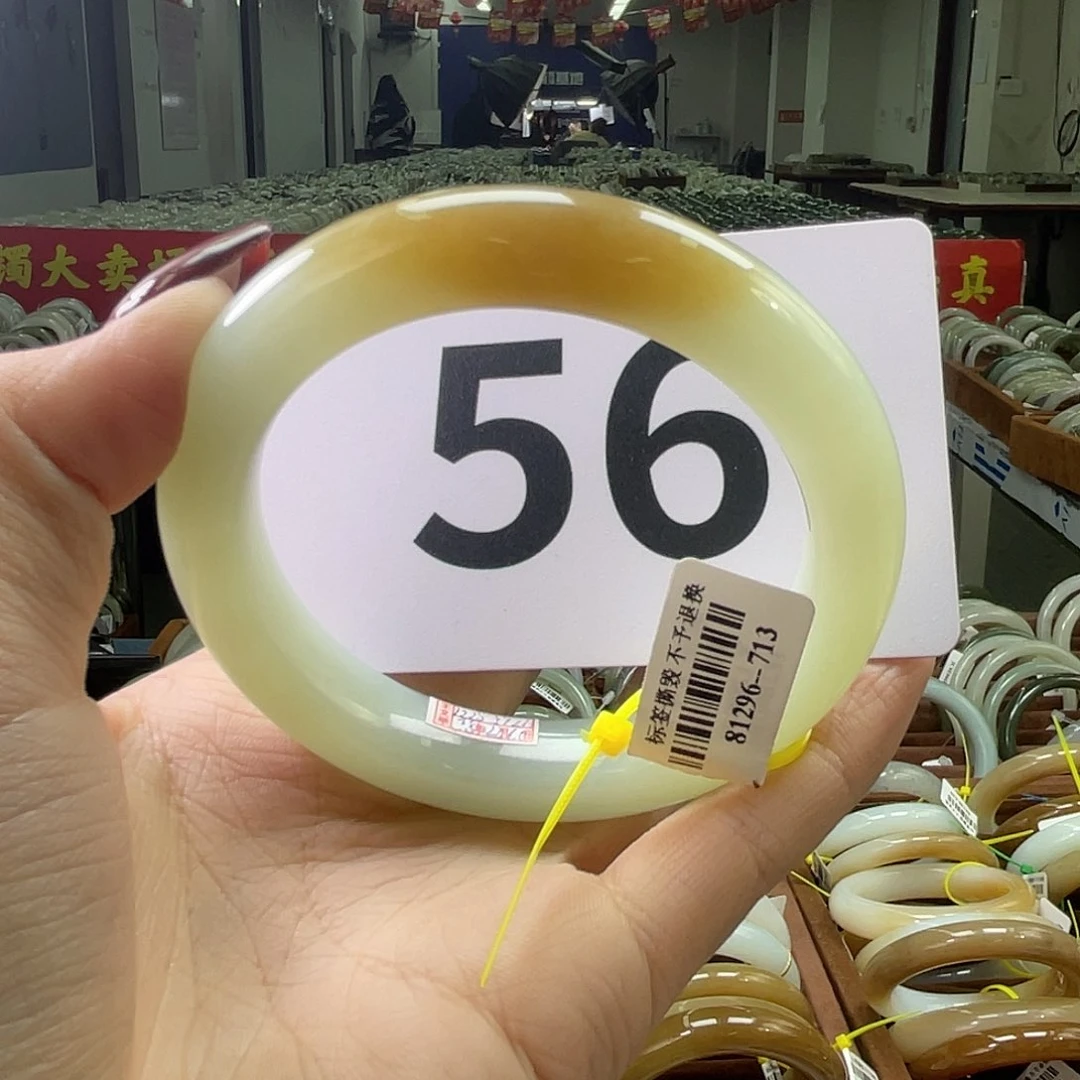 镯大卖场
真
56
标签撕毁 不予退换
81296--713